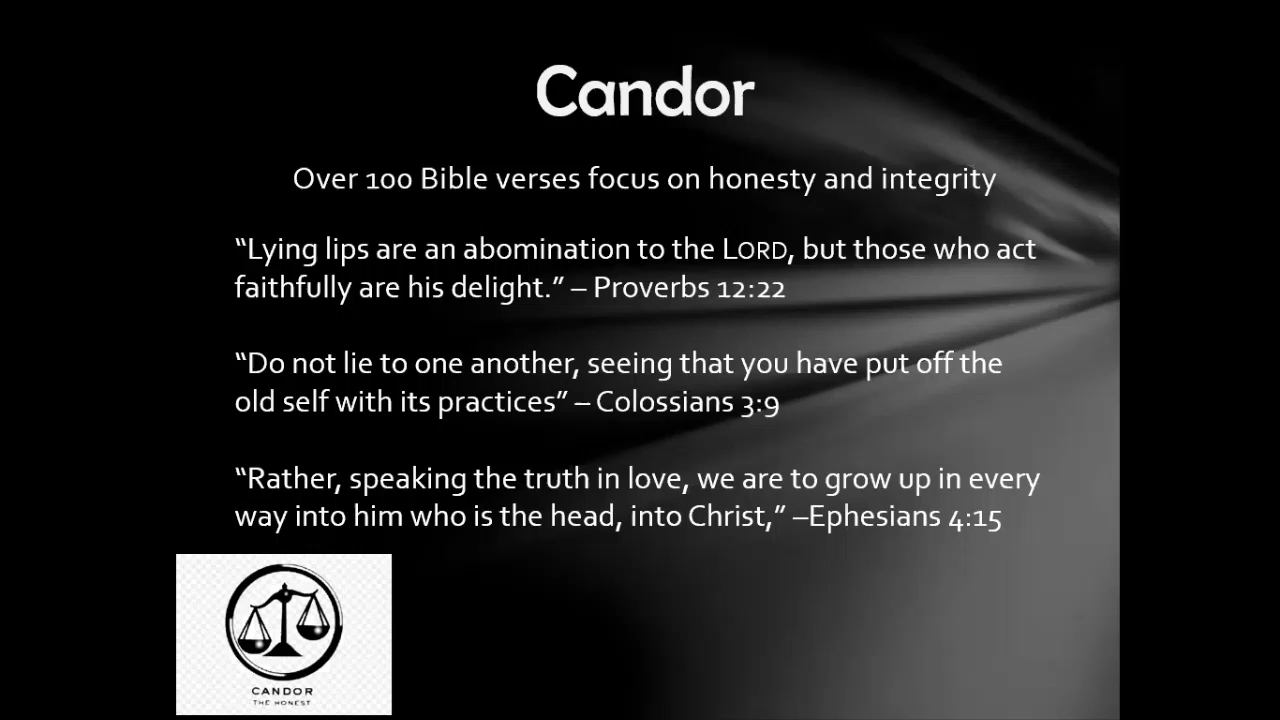 Candor
Over 100 Bible verses focus on honesty and integrity
“Lying lips are an abomination to the LORD, but those who act
faithfully are his delight.” – Proverbs 12:22
“Do not lie to one another, seeing that you have put off the
old self with its practices” – Colossians 3:9
“Rather, speaking the truth in love, we are to grow up in every
way into him who is the head, into Christ,” –Ephesians 4:15
CANDOR
THE HONEST